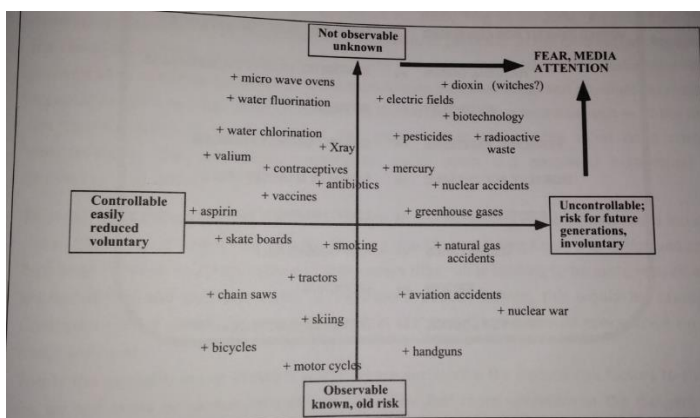 Not observable
unknown
FEAR, MEDIA
ATTENTION
+ micro wave ovens
+ dioxin (witches?)
+ water fluorination
+ electric fields
+ biotechnology
+ water chlorination
+ pesticides
+ radioactive
waste
+ Xray
+ valium
+ contraceptives
+ mercury
+ antibiotics
+ nuclear accidents
+ vaccines
Controllable
easily
reduced
voluntary
+ aspirin
+ greenhouse gases
Uncontrollable;
risk for future
generations,
involuntary
+ skate boards
+ smoking
+ natural gas
accidents
+ tractors
+ chain saws
+ aviation accidents
+ nuclear war
+ skiing
+ bicycles
+ handguns
+ motor cycles
Observable
known, old risk